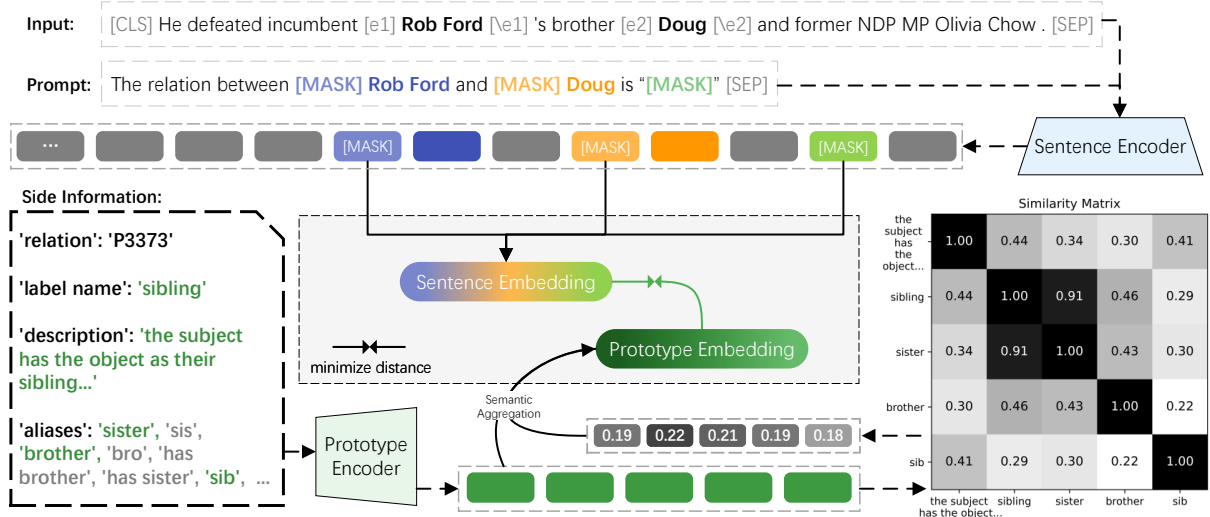 Input: [CLS] He defeated incumbent [e1] Rob Ford [\e1] 's brother [e2] Doug [\e2] and former NDP MP Olivia Chow . [SEP]
Prompt: The relation between [MASK] Rob Ford and [MASK] Doug is “[MASK]” [SEP]
... [MASK] [MASK] [MASK]
Sentence Encoder
Side Information:
'relation': 'P3373'
'label name': 'sibling'
'description': 'the subject
has the object as their
sibling...'
'aliases': 'sister', 'sis',
'brother', 'bro', 'has
brother', 'has sister', 'sib', ...
Sentence Embedding
Prototype Embedding
minimize distance
Semantic
Aggregation
Prototype
Encoder
0.19 0.22 0.21 0.19 0.18
Similarity Matrix
the
subject
has
the
object...
1.00 0.44 0.34 0.30 0.41
sibling 0.44 1.00 0.91 0.46 0.29
sister 0.34 0.91 1.00 0.43 0.30
brother 0.30 0.46 0.43 1.00 0.22
sib 0.41 0.29 0.30 0.22 1.00
the subject
has the object...
sibling sister brother sib